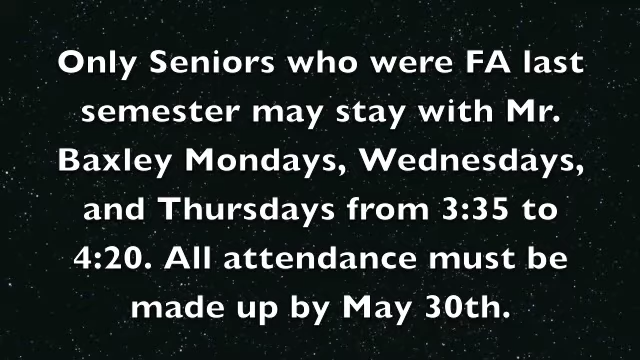 Only Seniors who were FA last
semester may stay with Mr.
Baxley Mondays, Wednesdays,
and Thursdays from 3:35 to
4:20. All attendance must be
made up by May 30th.